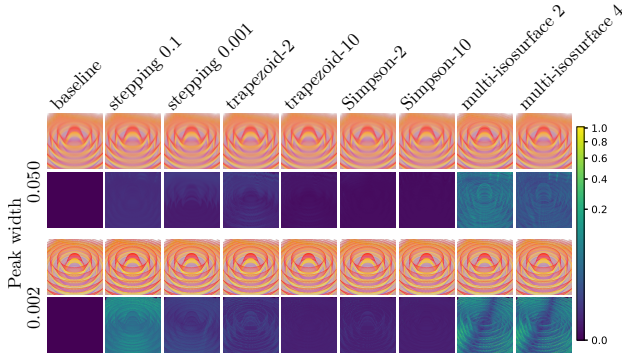 baseline
stepping 0.1
stepping 0.001
trapezoid-2
trapezoid-10
Simpson-2
Simpson-10
multi-isosurface 2
multi-isosurface 4
Peak width
0.050
0.002
1.0
0.8
0.6
0.4
0.2
0.0